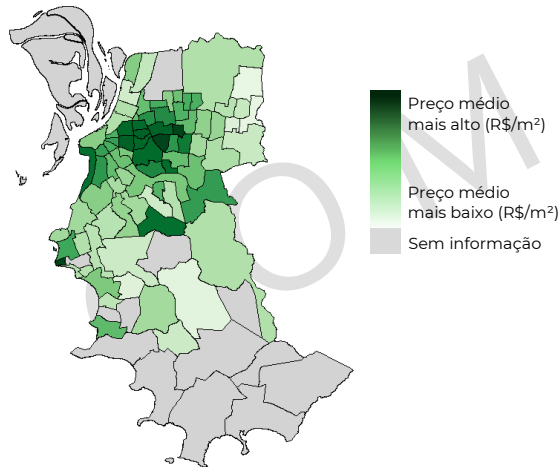 Preço médio
mais alto (R$/m²)
Preço médio
mais baixo (R$/m²)
Sem informação